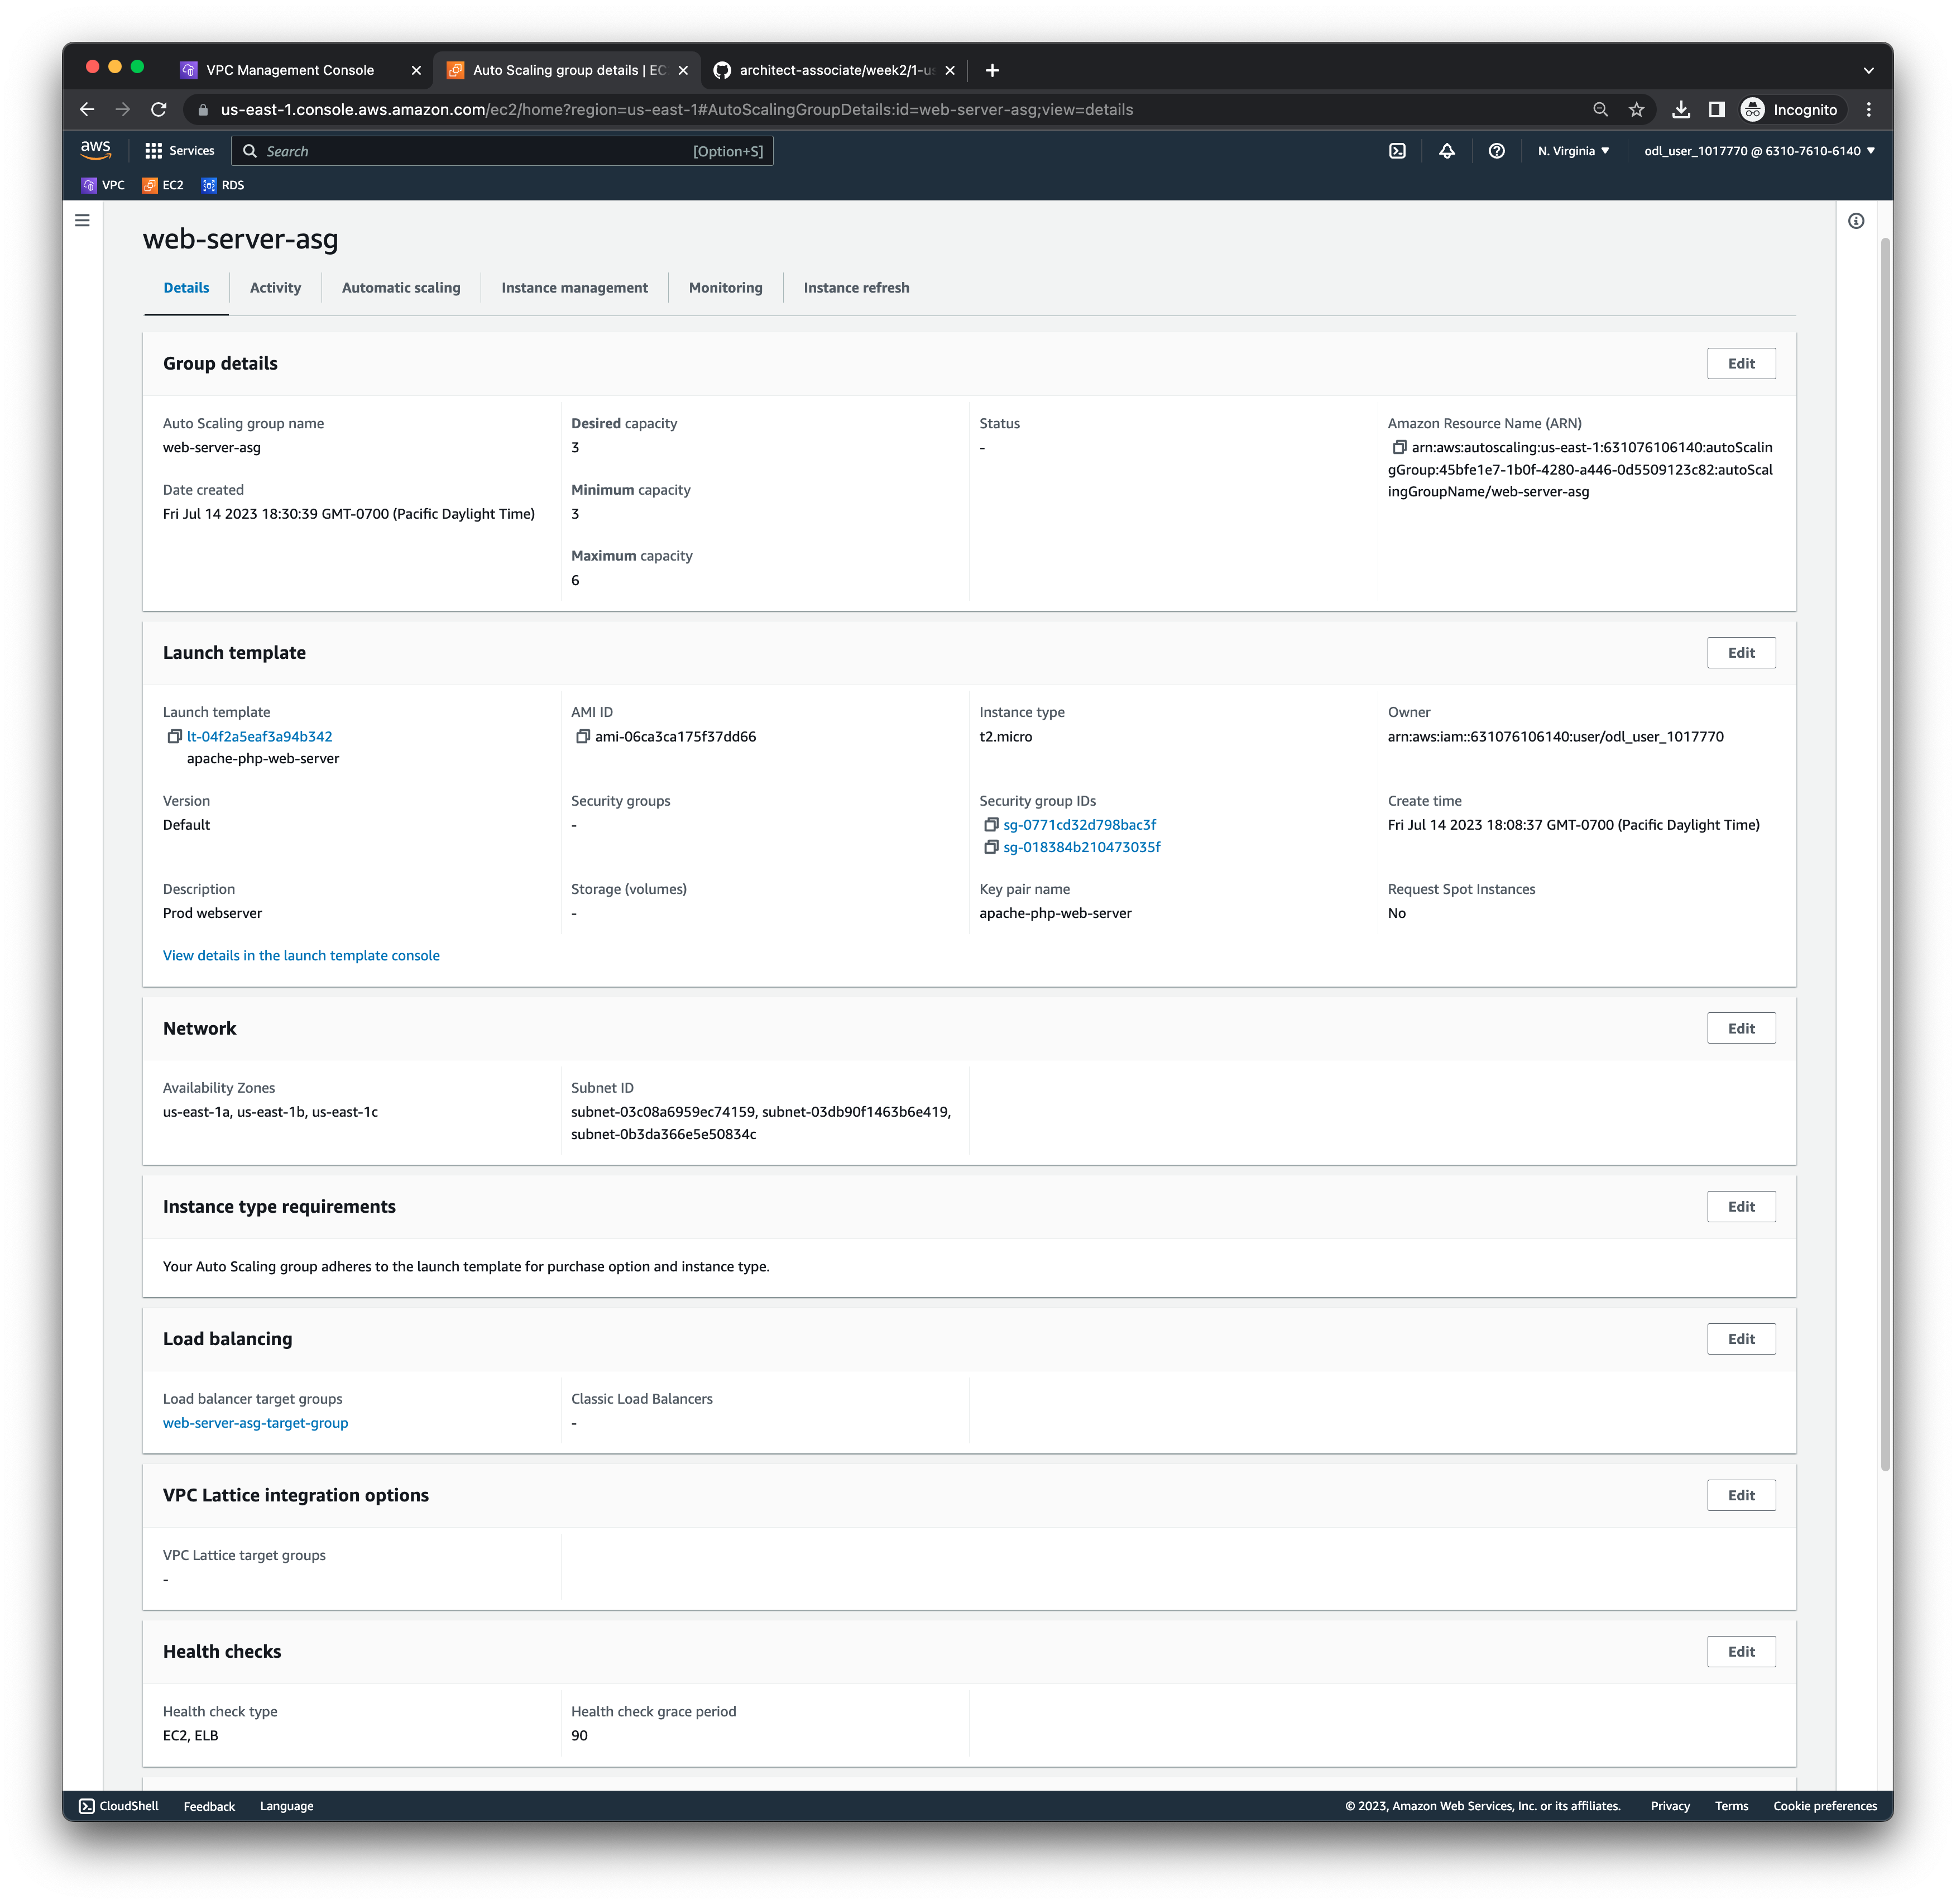 VPC Management Console
Auto Scaling group details | EC
architect-associate/week2/1-us
us-east-1.console.aws.amazon.com/ec2/home?region=us-east-1#AutoScalingGroupDetails:id=web-server-asg;view=details
Incognito
aws
Services
Search
[Option+S]
N. Virginia
odl_user_1017770 @ 6310-7610-6140
VPC
EC2
RDS
web-server-asg
Details
Activity
Automatic scaling
Instance management
Monitoring
Instance refresh
Group details
Edit
Auto Scaling group name
web-server-asg
Date created
Fri Jul 14 2023 18:30:39 GMT-0700 (Pacific Daylight Time)
Desired capacity
3
Minimum capacity
3
Maximum capacity
6
Status
-
Amazon Resource Name (ARN)
arn:aws:autoscaling:us-east-1:631076106140:autoScalin
gGroup:45bfe1e7-1b0f-4280-a446-0d5509123c82:autoScal
ingGroupName/web-server-asg
Launch template
Edit
Launch template
lt-04f2a5eaf3a94b342
apache-php-web-server
AMI ID
ami-06ca3ca175f37dd66
Instance type
t2.micro
Owner
arn:aws:iam::631076106140:user/odl_user_1017770
Version
Default
Security groups
-
Security group IDs
sg-0771cd32d798bac3f
sg-018384b210473035f
Create time
Fri Jul 14 2023 18:08:37 GMT-0700 (Pacific Daylight Time)
Description
Prod webserver
Storage (volumes)
-
Key pair name
apache-php-web-server
Request Spot Instances
No
View details in the launch template console
Network
Edit
Availability Zones
us-east-1a, us-east-1b, us-east-1c
Subnet ID
subnet-03c08a6959ec74159, subnet-03db90f1463b6e419,
subnet-0b3da366e5e50834c
Instance type requirements
Edit
Your Auto Scaling group adheres to the launch template for purchase option and instance type.
Load balancing
Edit
Load balancer target groups
web-server-asg-target-group
Classic Load Balancers
-
VPC Lattice integration options
Edit
VPC Lattice target groups
-
Health checks
Edit
Health check type
EC2, ELB
Health check grace period
90
CloudShell
Feedback
Language
© 2023, Amazon Web Services, Inc. or its affiliates.
Privacy
Terms
Cookie preferences